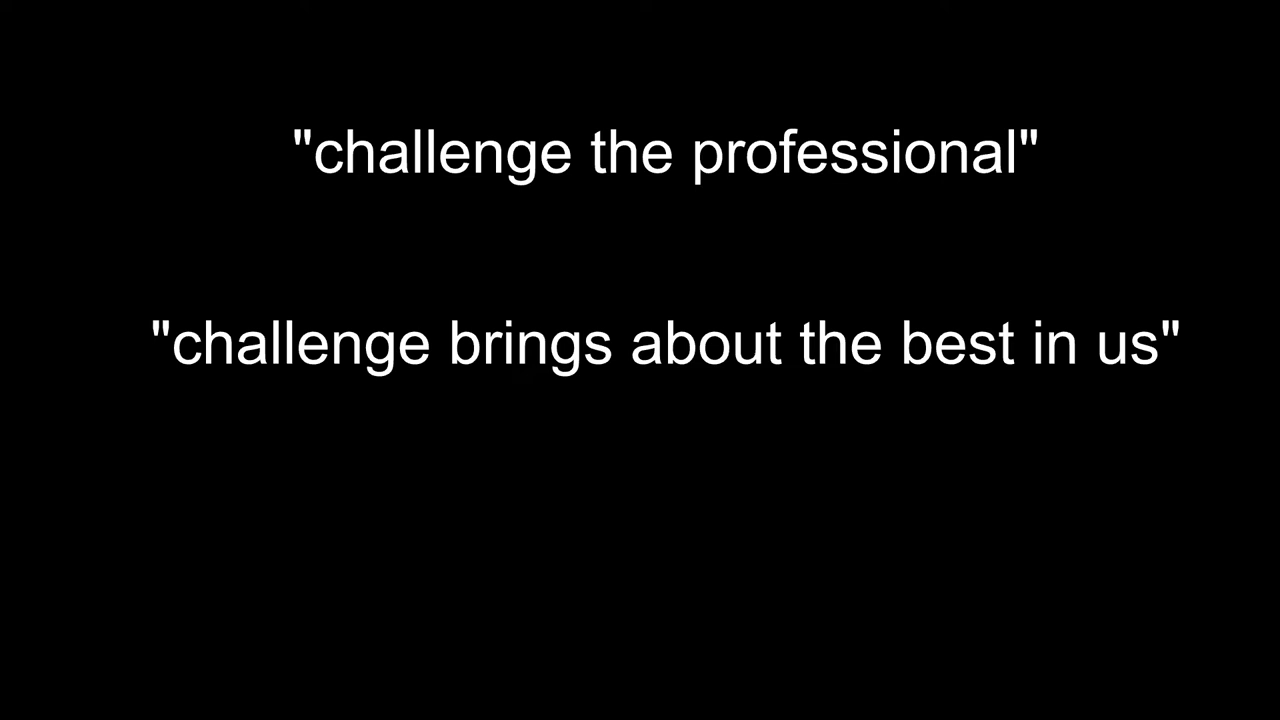 "challenge the professional"
"challenge brings about the best in us"